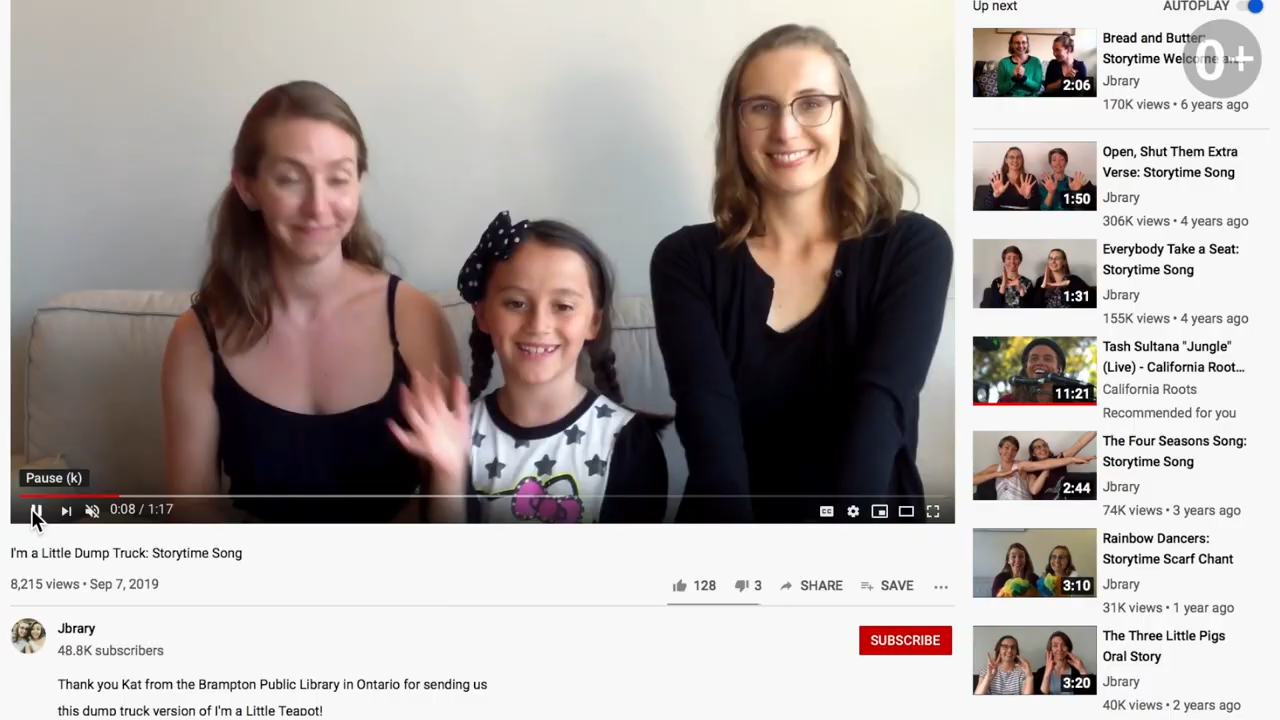 Up next
AUTOPLAY
0+
Bread and Butter
Storytime Welcome
2:06
Jbrary
170K views • 6 years ago
Open, Shut Them Extra
Verse: Storytime Song
1:50
Jbrary
306K views • 4 years ago
Everybody Take a Seat:
Storytime Song
1:31
Jbrary
155K views • 4 years ago
Tash Sultana "Jungle"
(Live) - California Root...
11:21
California Roots
Recommended for you
The Four Seasons Song:
Storytime Song
2:44
Jbrary
74K views • 3 years ago
Rainbow Dancers:
Storytime Scarf Chant
3:10
Jbrary
31K views • 1 year ago
The Three Little Pigs
Oral Story
3:20
Jbrary
40K views • 2 years ago
Pause (k)
0:08 / 1:17
CC
I'm a Little Dump Truck: Storytime Song
8,215 views • Sep 7, 2019
128
3
SHARE
SAVE
Jbrary
48.8K subscribers
SUBSCRIBE
Thank you Kat from the Brampton Public Library in Ontario for sending us
this dump truck version of I'm a Little Teapot!